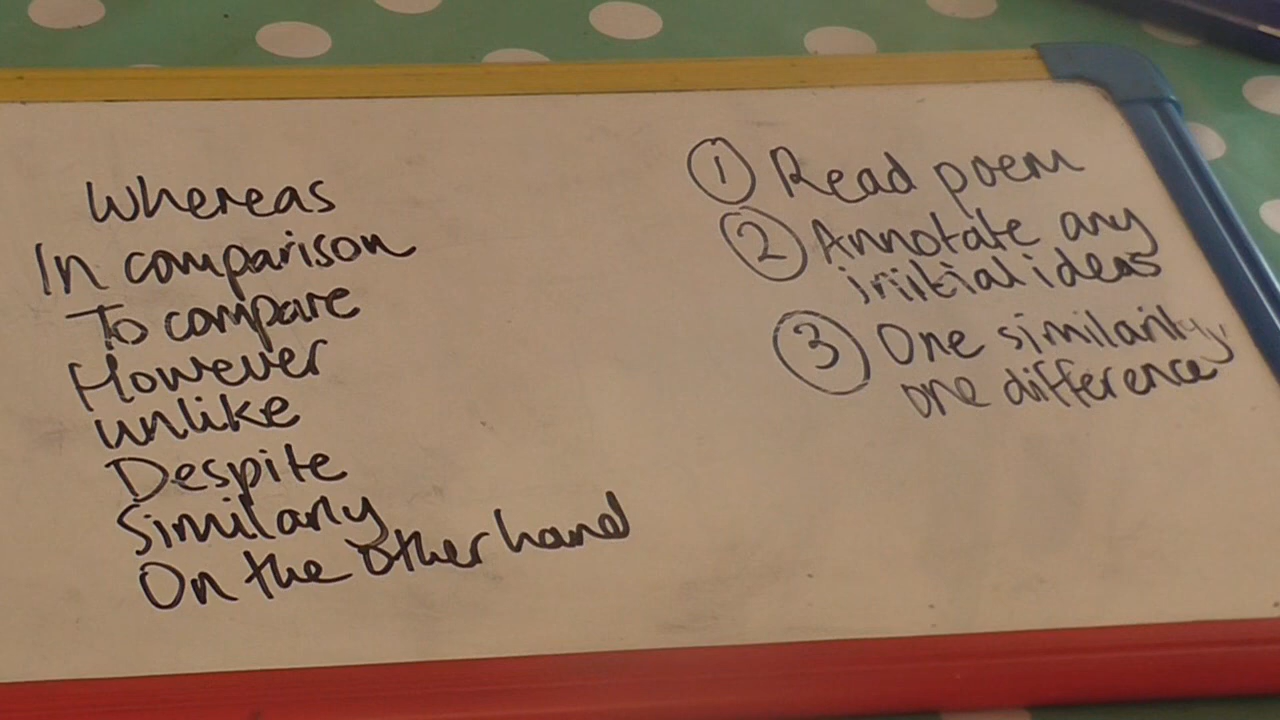 Whereas
In comparison
To compare
However
unlike
Despite
Similarly
On the other hand
① Read poem
② Annotate any
initial ideas
③ One similarity,
one difference